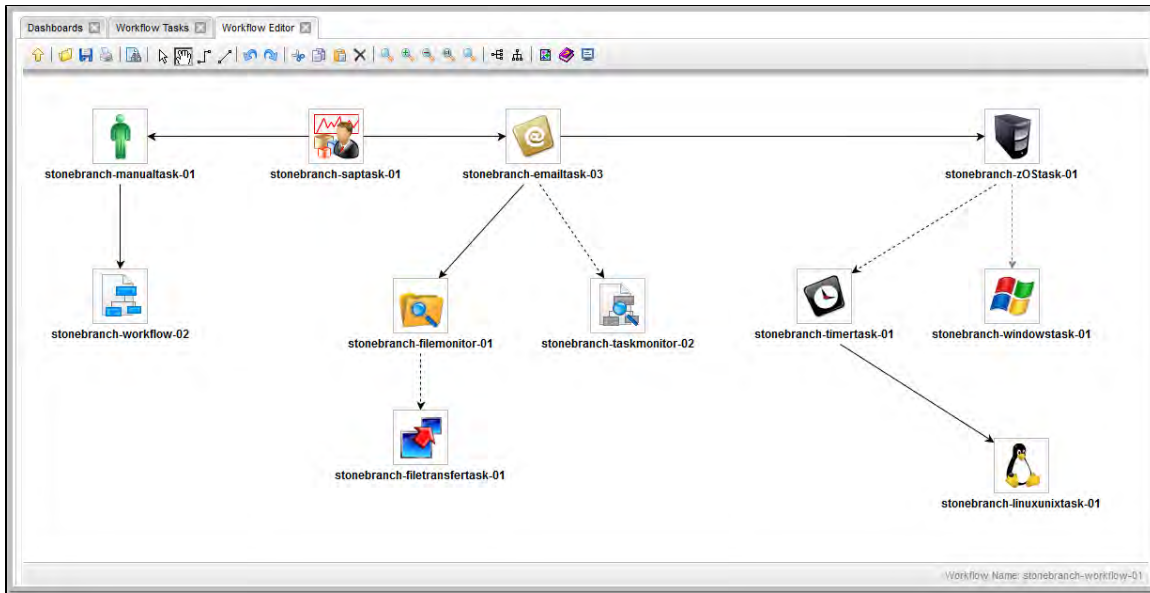 Dashboards
Workflow Tasks
Workflow Editor
@
stonebranch-manualtask-01
stonebranch-saptask-01
stonebranch-emailtask-03
stonebranch-zOStask-01
stonebranch-workflow-02
stonebranch-filemonitor-01
stonebranch-taskmonitor-02
stonebranch-timertask-01
stonebranch-windowstask-01
stonebranch-filetransfertask-01
stonebranch-linuxunixtask-01
Workflow Name: stonebranch-workflow-01